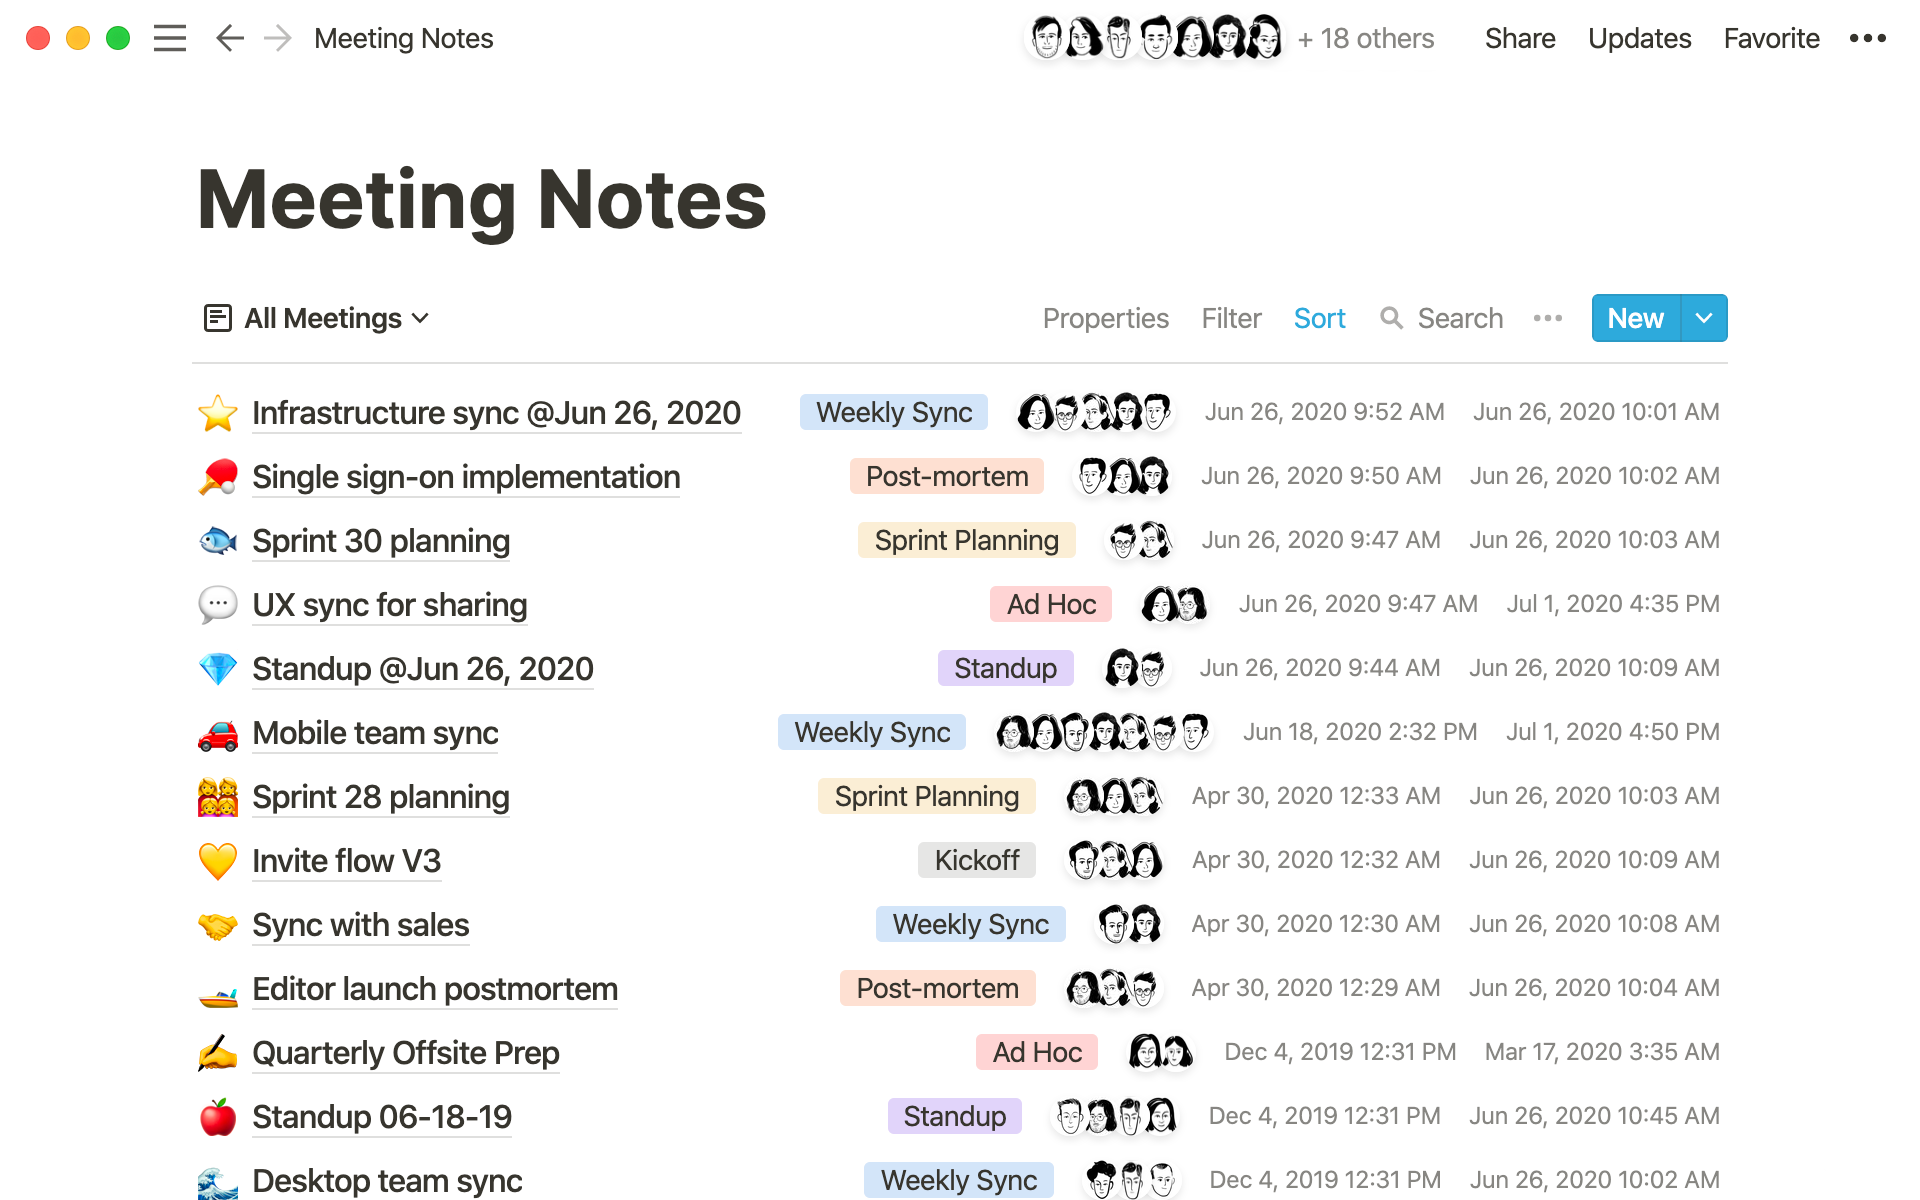 Meeting Notes + 18 others Share Updates Favorite
Meeting Notes
All Meetings Properties Filter Sort Search New
Infrastructure sync @Jun 26, 2020 Weekly Sync Jun 26, 2020 9:52 AM Jun 26, 2020 10:01 AM
Single sign-on implementation Post-mortem Jun 26, 2020 9:50 AM Jun 26, 2020 10:02 AM
Sprint 30 planning Sprint Planning Jun 26, 2020 9:47 AM Jun 26, 2020 10:03 AM
UX sync for sharing Ad Hoc Jun 26, 2020 9:47 AM Jul 1, 2020 4:35 PM
Standup @Jun 26, 2020 Standup Jun 26, 2020 9:44 AM Jun 26, 2020 10:09 AM
Mobile team sync Weekly Sync Jun 18, 2020 2:32 PM Jul 1, 2020 4:50 PM
Sprint 28 planning Sprint Planning Apr 30, 2020 12:33 AM Jun 26, 2020 10:03 AM
Invite flow V3 Kickoff Apr 30, 2020 12:32 AM Jun 26, 2020 10:09 AM
Sync with sales Weekly Sync Apr 30, 2020 12:30 AM Jun 26, 2020 10:08 AM
Editor launch postmortem Post-mortem Apr 30, 2020 12:29 AM Jun 26, 2020 10:04 AM
Quarterly Offsite Prep Ad Hoc Dec 4, 2019 12:31 PM Mar 17, 2020 3:35 AM
Standup 06-18-19 Standup Dec 4, 2019 12:31 PM Jun 26, 2020 10:45 AM
Desktop team sync Weekly Sync Dec 4, 2019 12:31 PM Jun 26, 2020 10:02 AM